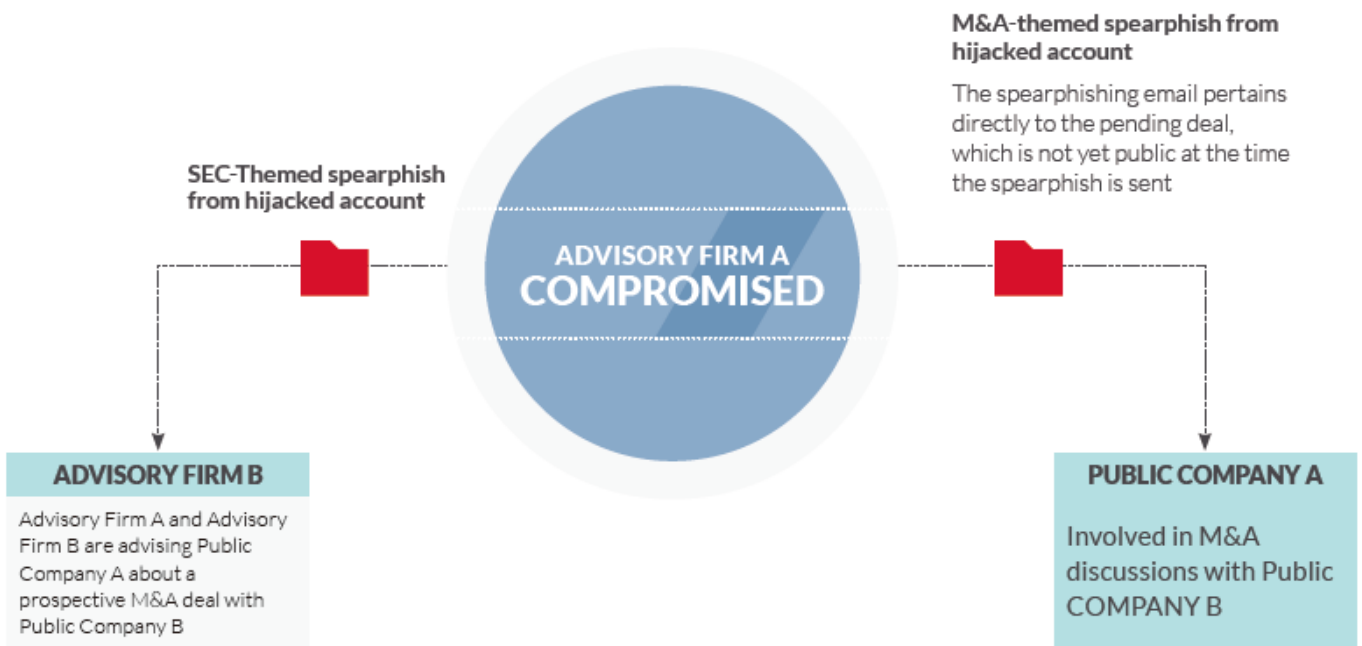 M&A-themed spearphish from
hijacked account
The spearphishing email pertains
directly to the pending deal,
which is not yet public at the time
the spearphish is sent
SEC-Themed spearphish
from hijacked account
ADVISORY FIRM A
COMPROMISED
ADVISORY FIRM B
Advisory Firm A and Advisory
Firm B are advising Public
Company A about a
prospective M&A deal with
Public Company B
PUBLIC COMPANY A
Involved in M&A
discussions with Public
COMPANY B